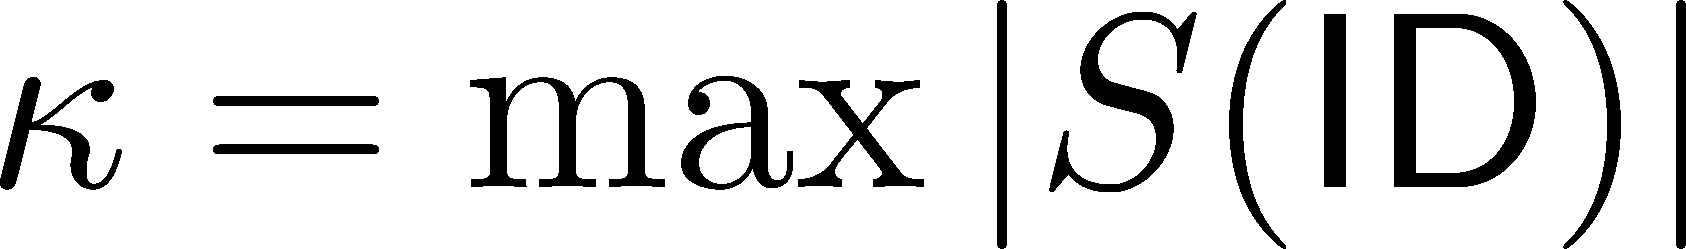 κ = max |S(ID)|